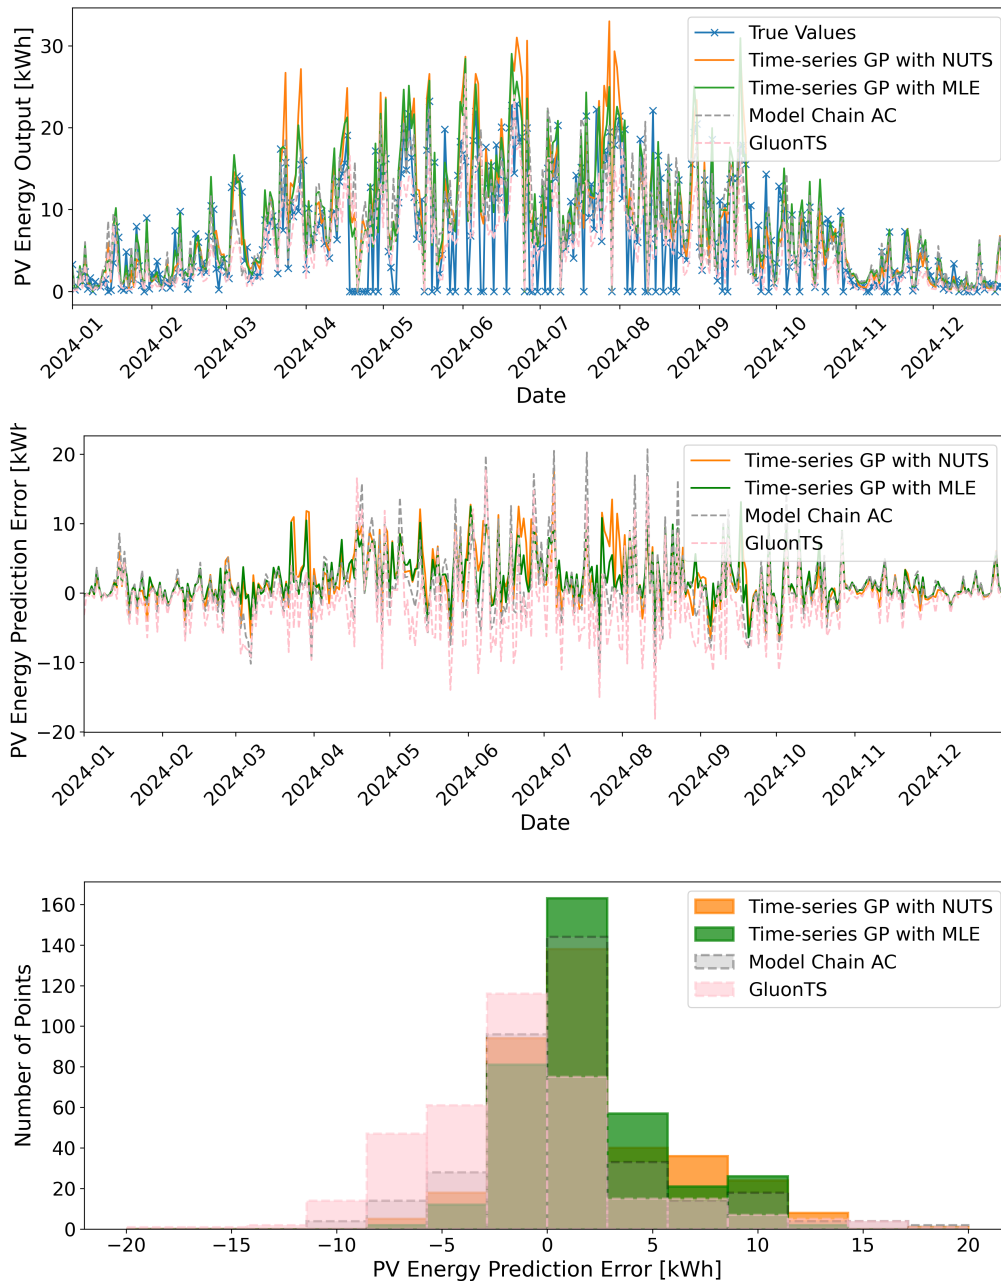 PV Energy Output [kWh]
30
20
10
0
True Values
Time-series GP with NUTS
Time-series GP with MLE
Model Chain AC
GluonTS
2024-01
2024-02
2024-03
2024-04
2024-05
2024-06
2024-07
2024-08
2024-09
2024-10
2024-11
2024-12
Date
PV Energy Prediction Error [kWh
20
10
0
−10
−20
Time-series GP with NUTS
Time-series GP with MLE
Model Chain AC
GluonTS
2024-01
2024-02
2024-03
2024-04
2024-05
2024-06
2024-07
2024-08
2024-09
2024-10
2024-11
2024-12
Date
Number of Points
160
140
120
100
80
60
40
20
0
Time-series GP with NUTS
Time-series GP with MLE
Model Chain AC
GluonTS
−20
−15
−10
−5
0
5
10
15
20
PV Energy Prediction Error [kWh]